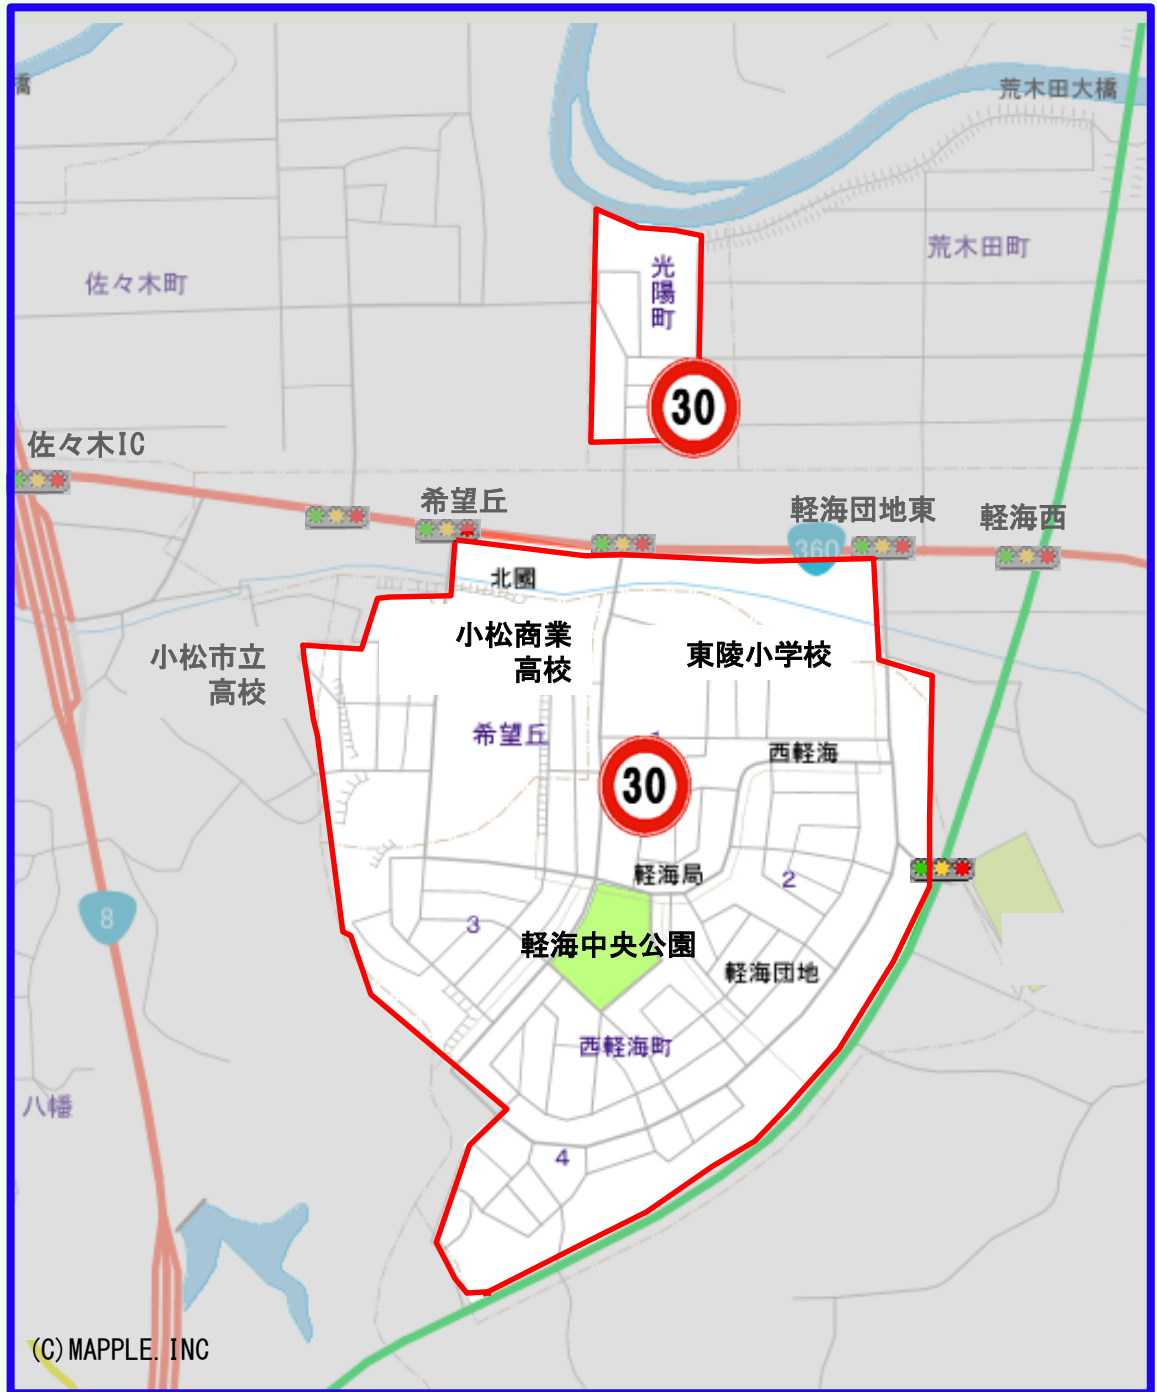 橋
荒木田大橋
荒木田町
佐々木町
光陽町
30
佐々木IC
希望丘
軽海団地東
軽海西
360
北國
小松商業
高校
東陵小学校
小松市立
高校
希望丘
1
西軽海
30
軽海局
2
8
3
軽海中央公園
軽海団地
西軽海町
八幡
4
(C)MAPPLE.INC